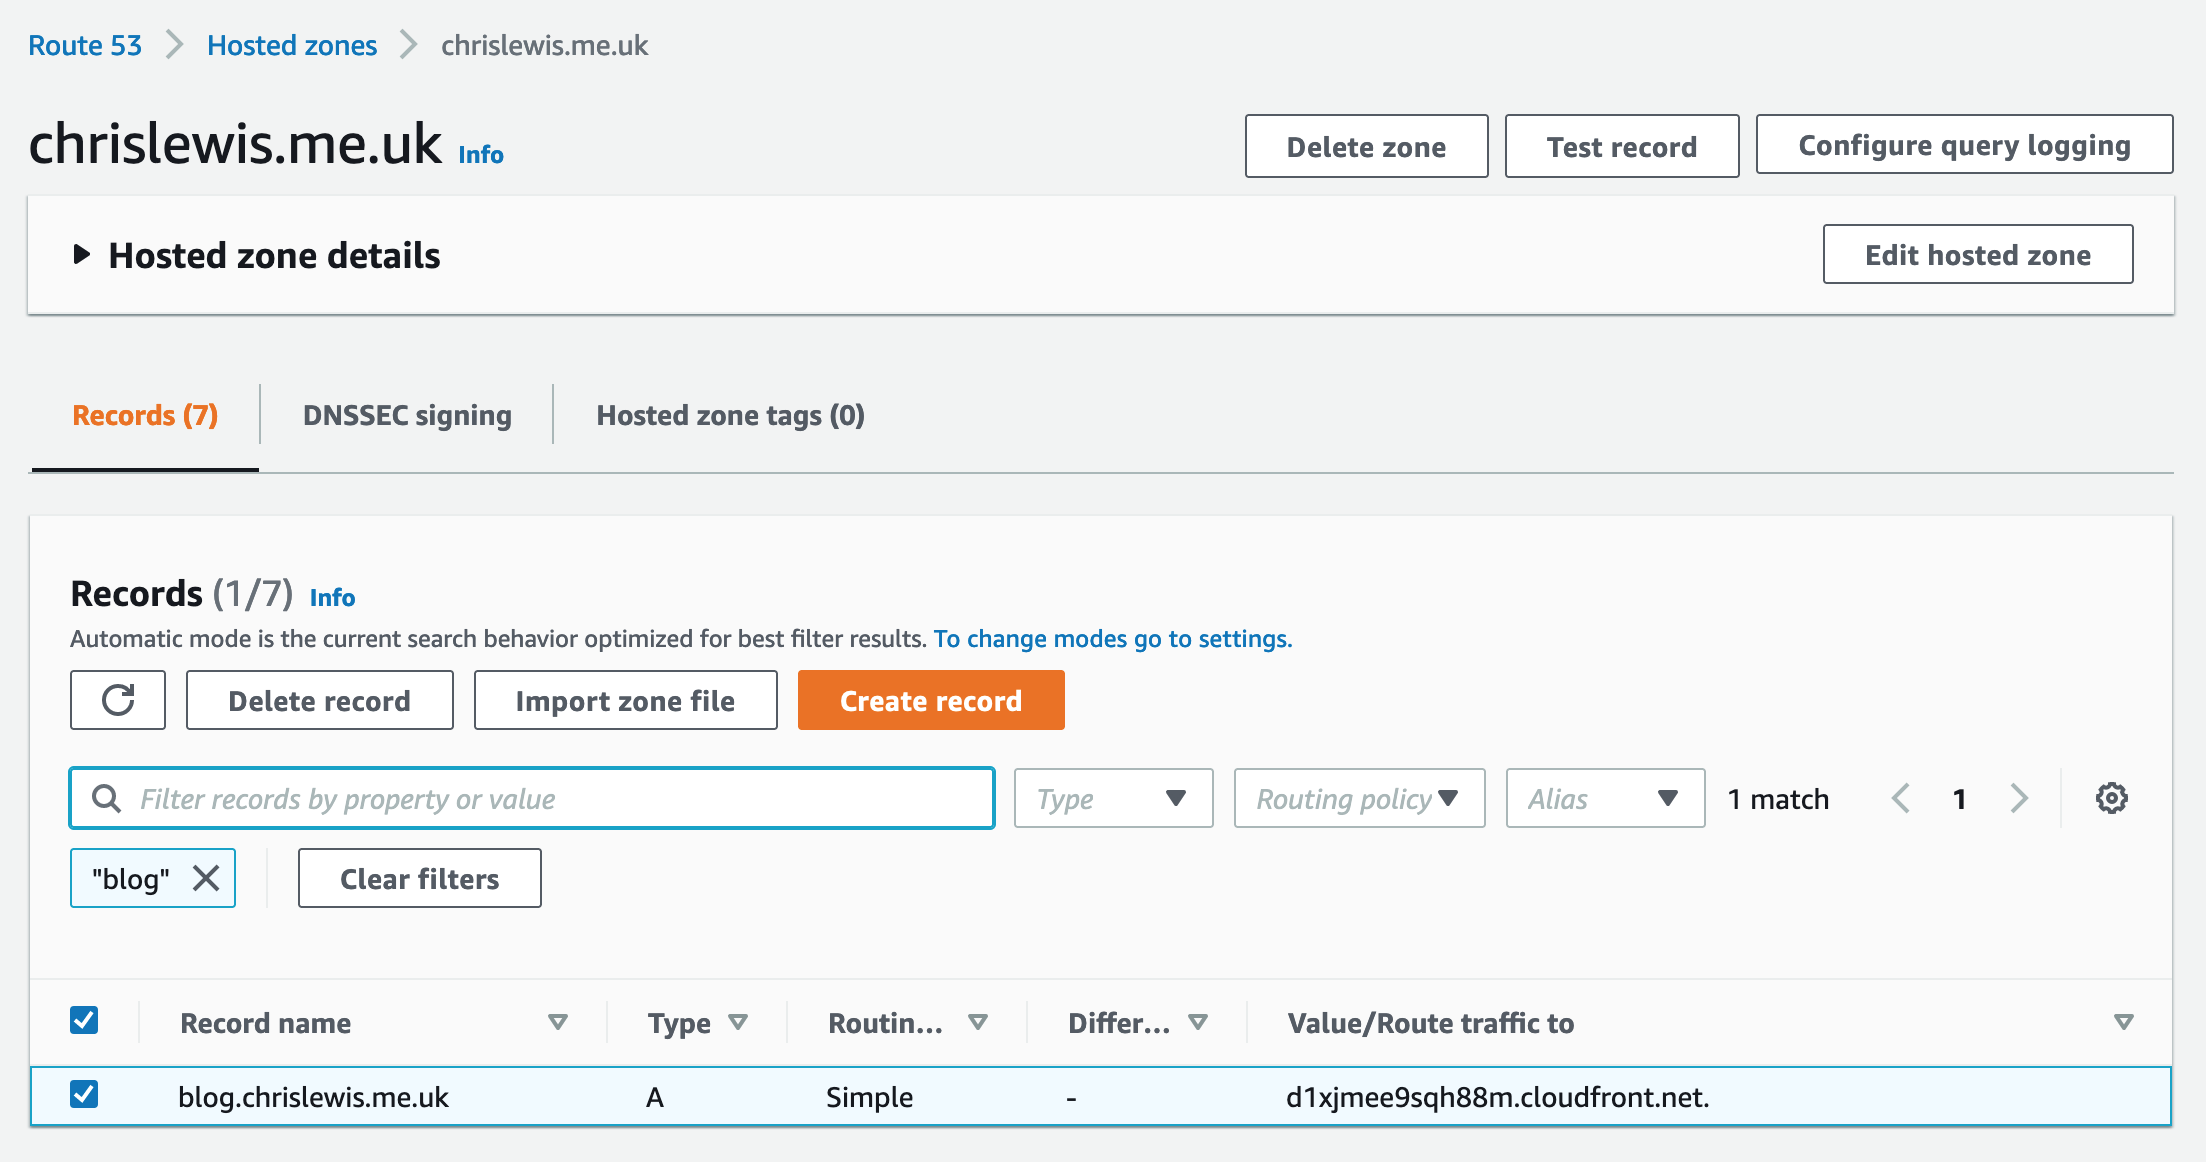 Route 53 Hosted zones chrislewis.me.uk
chrislewis.me.uk Info
Delete zone Test record Configure query logging
Hosted zone details Edit hosted zone
Records (7) DNSSEC signing Hosted zone tags (0)
Records (1/7) Info
Automatic mode is the current search behavior optimized for best filter results. To change modes go to settings.
Delete record Import zone file Create record
Filter records by property or value Type Routing policy Alias 1 match 1
"blog" Clear filters
Record name Type Routin... Differ... Value/Route traffic to
blog.chrislewis.me.uk A Simple - d1xjmee9sqh88m.cloudfront.net.